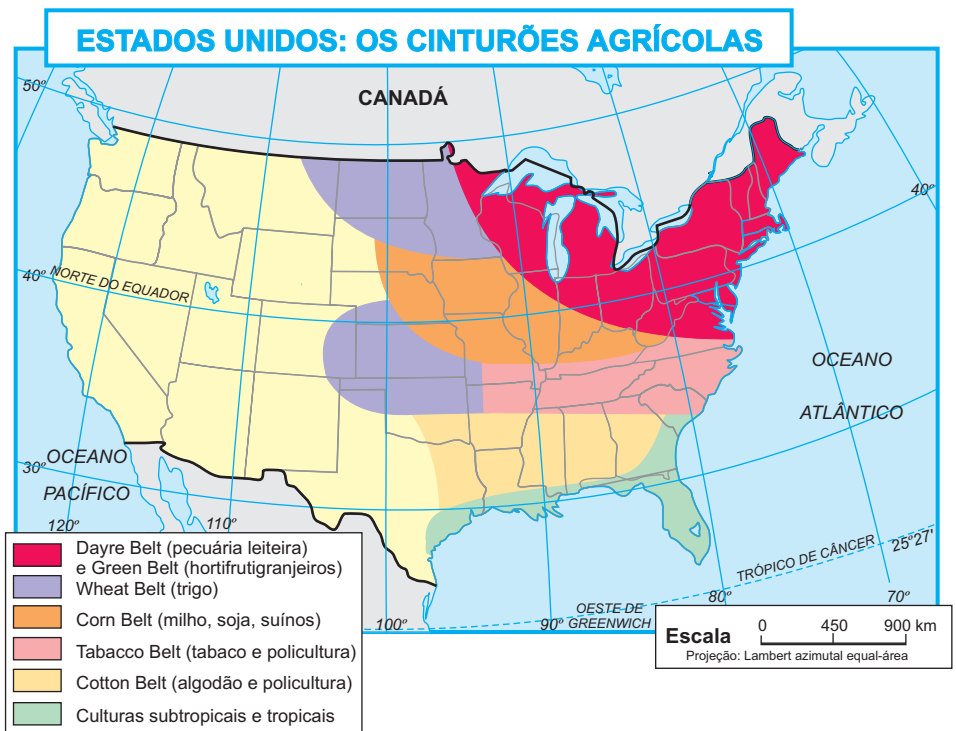 ESTADOS UNIDOS: OS CINTURÕES AGRÍCOLAS
50º
CANADÁ
40º
40º
NORTE DO EQUADOR
OCEANO
ATLÂNTICO
30º
OCEANO
PACÍFICO
120º
110º
100º
90º
OESTE DE
GREENWICH
80º
70º
TRÓPICO DE CÂNCER
25º27'
Dayre Belt (pecuária leiteira)
e Green Belt (hortifrutigranjeiros)
Wheat Belt (trigo)
Corn Belt (milho, soja, suínos)
Tabacco Belt (tabaco e policultura)
Cotton Belt (algodão e policultura)
Culturas subtropicais e tropicais
Escala 0 450 900 km
Projeção: Lambert azimutal equal-área